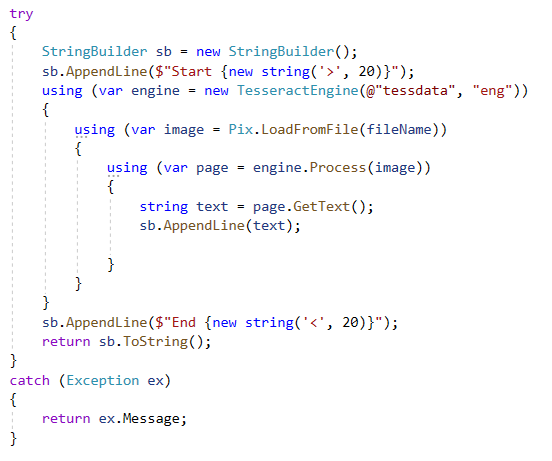 try
{
    StringBuilder sb = new StringBuilder();
    sb.AppendLine($"Start {new string('>', 20)}");
    using (var engine = new TesseractEngine(@"tessdata", "eng"))
    {
        using (var image = Pix.LoadFromFile(fileName))
        {
            using (var page = engine.Process(image))
            {
                string text = page.GetText();
                sb.AppendLine(text);

            }
        }
    }
    sb.AppendLine($"End {new string('<', 20)}");
    return sb.ToString();
}
catch (Exception ex)
{
    return ex.Message;
}